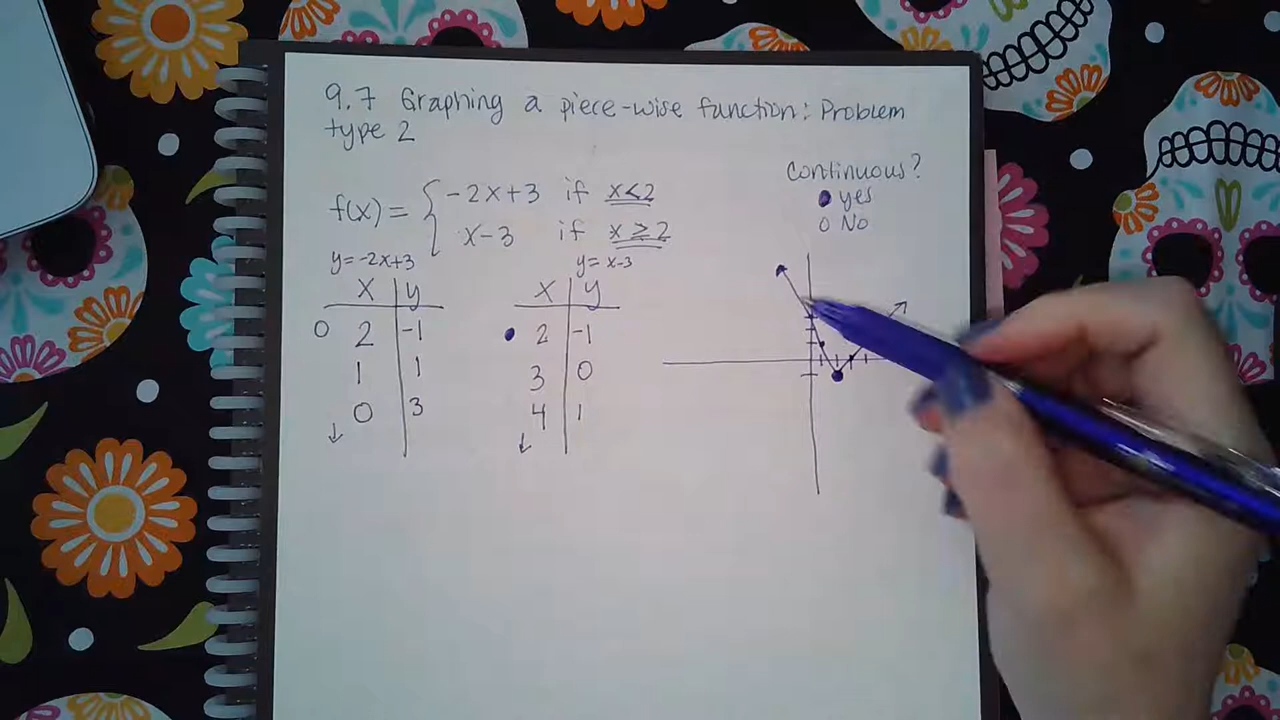 9.7 Graphing a piece-wise function: Problem
type 2
Continuous?
yes
No
f(x) = { -2x+3 if x<2
x-3 if x≥2
y=-2x+3
x y
0 2 -1
1 1
0 3
↓
y=x-3
x y
• 2 -1
3 0
4 1
↓